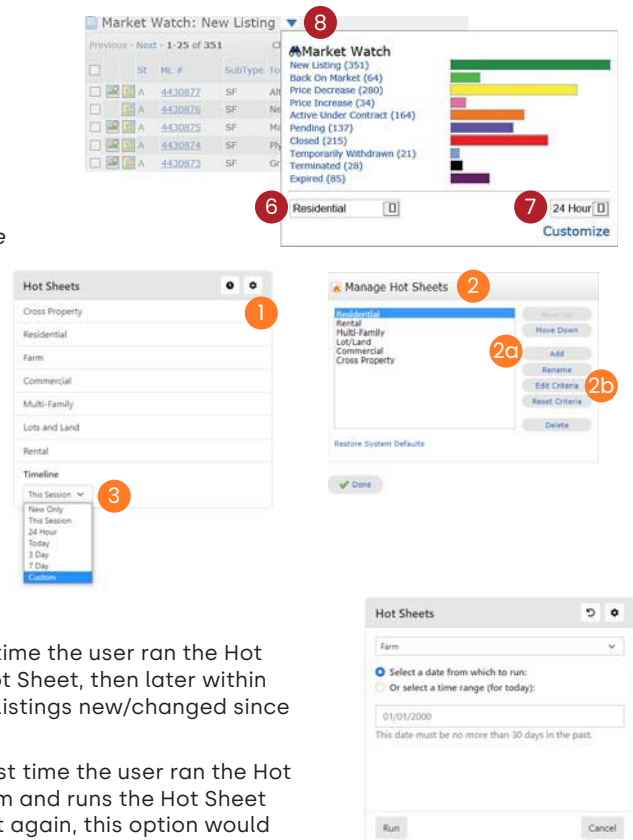 Market Watch: New Listing
8
Previous · Next · 1-25 of 351
St ML # SubType
A 4430877 SF
A 4430876 SF
A 4430875 SF
A 4430874 SF
A 4430873 SF
Market Watch
New Listing (351)
Back On Market (64)
Price Decrease (280)
Price Increase (34)
Active Under Contract (164)
Pending (137)
Closed (215)
Temporarily Withdrawn (21)
Terminated (28)
Expired (85)
6
Residential
7
24 Hour
Customize
e
Hot Sheets
1
Cross Property
Residential
Farm
Commercial
Multi-Family
Lots and Land
Rental
Timeline
This Session
3
New Only
This Session
24 Hour
Today
3 Day
7 Day
Custom
Manage Hot Sheets
2
Residential
Rental
Multi-Family
Lot/Land
Commercial
Cross Property
Move Up
Move Down
2a
Add
Rename
Edit Criteria
2b
Reset Criteria
Delete
Restore System Defaults
Done
time the user ran the Hot
ot Sheet, then later within
listings new/changed since
st time the user ran the Hot
m and runs the Hot Sheet
t again, this option would
Hot Sheets
Farm
Select a date from which to run:
Or select a time range (for today):
01/01/2000
This date must be no more than 30 days in the past.
Run
Cancel